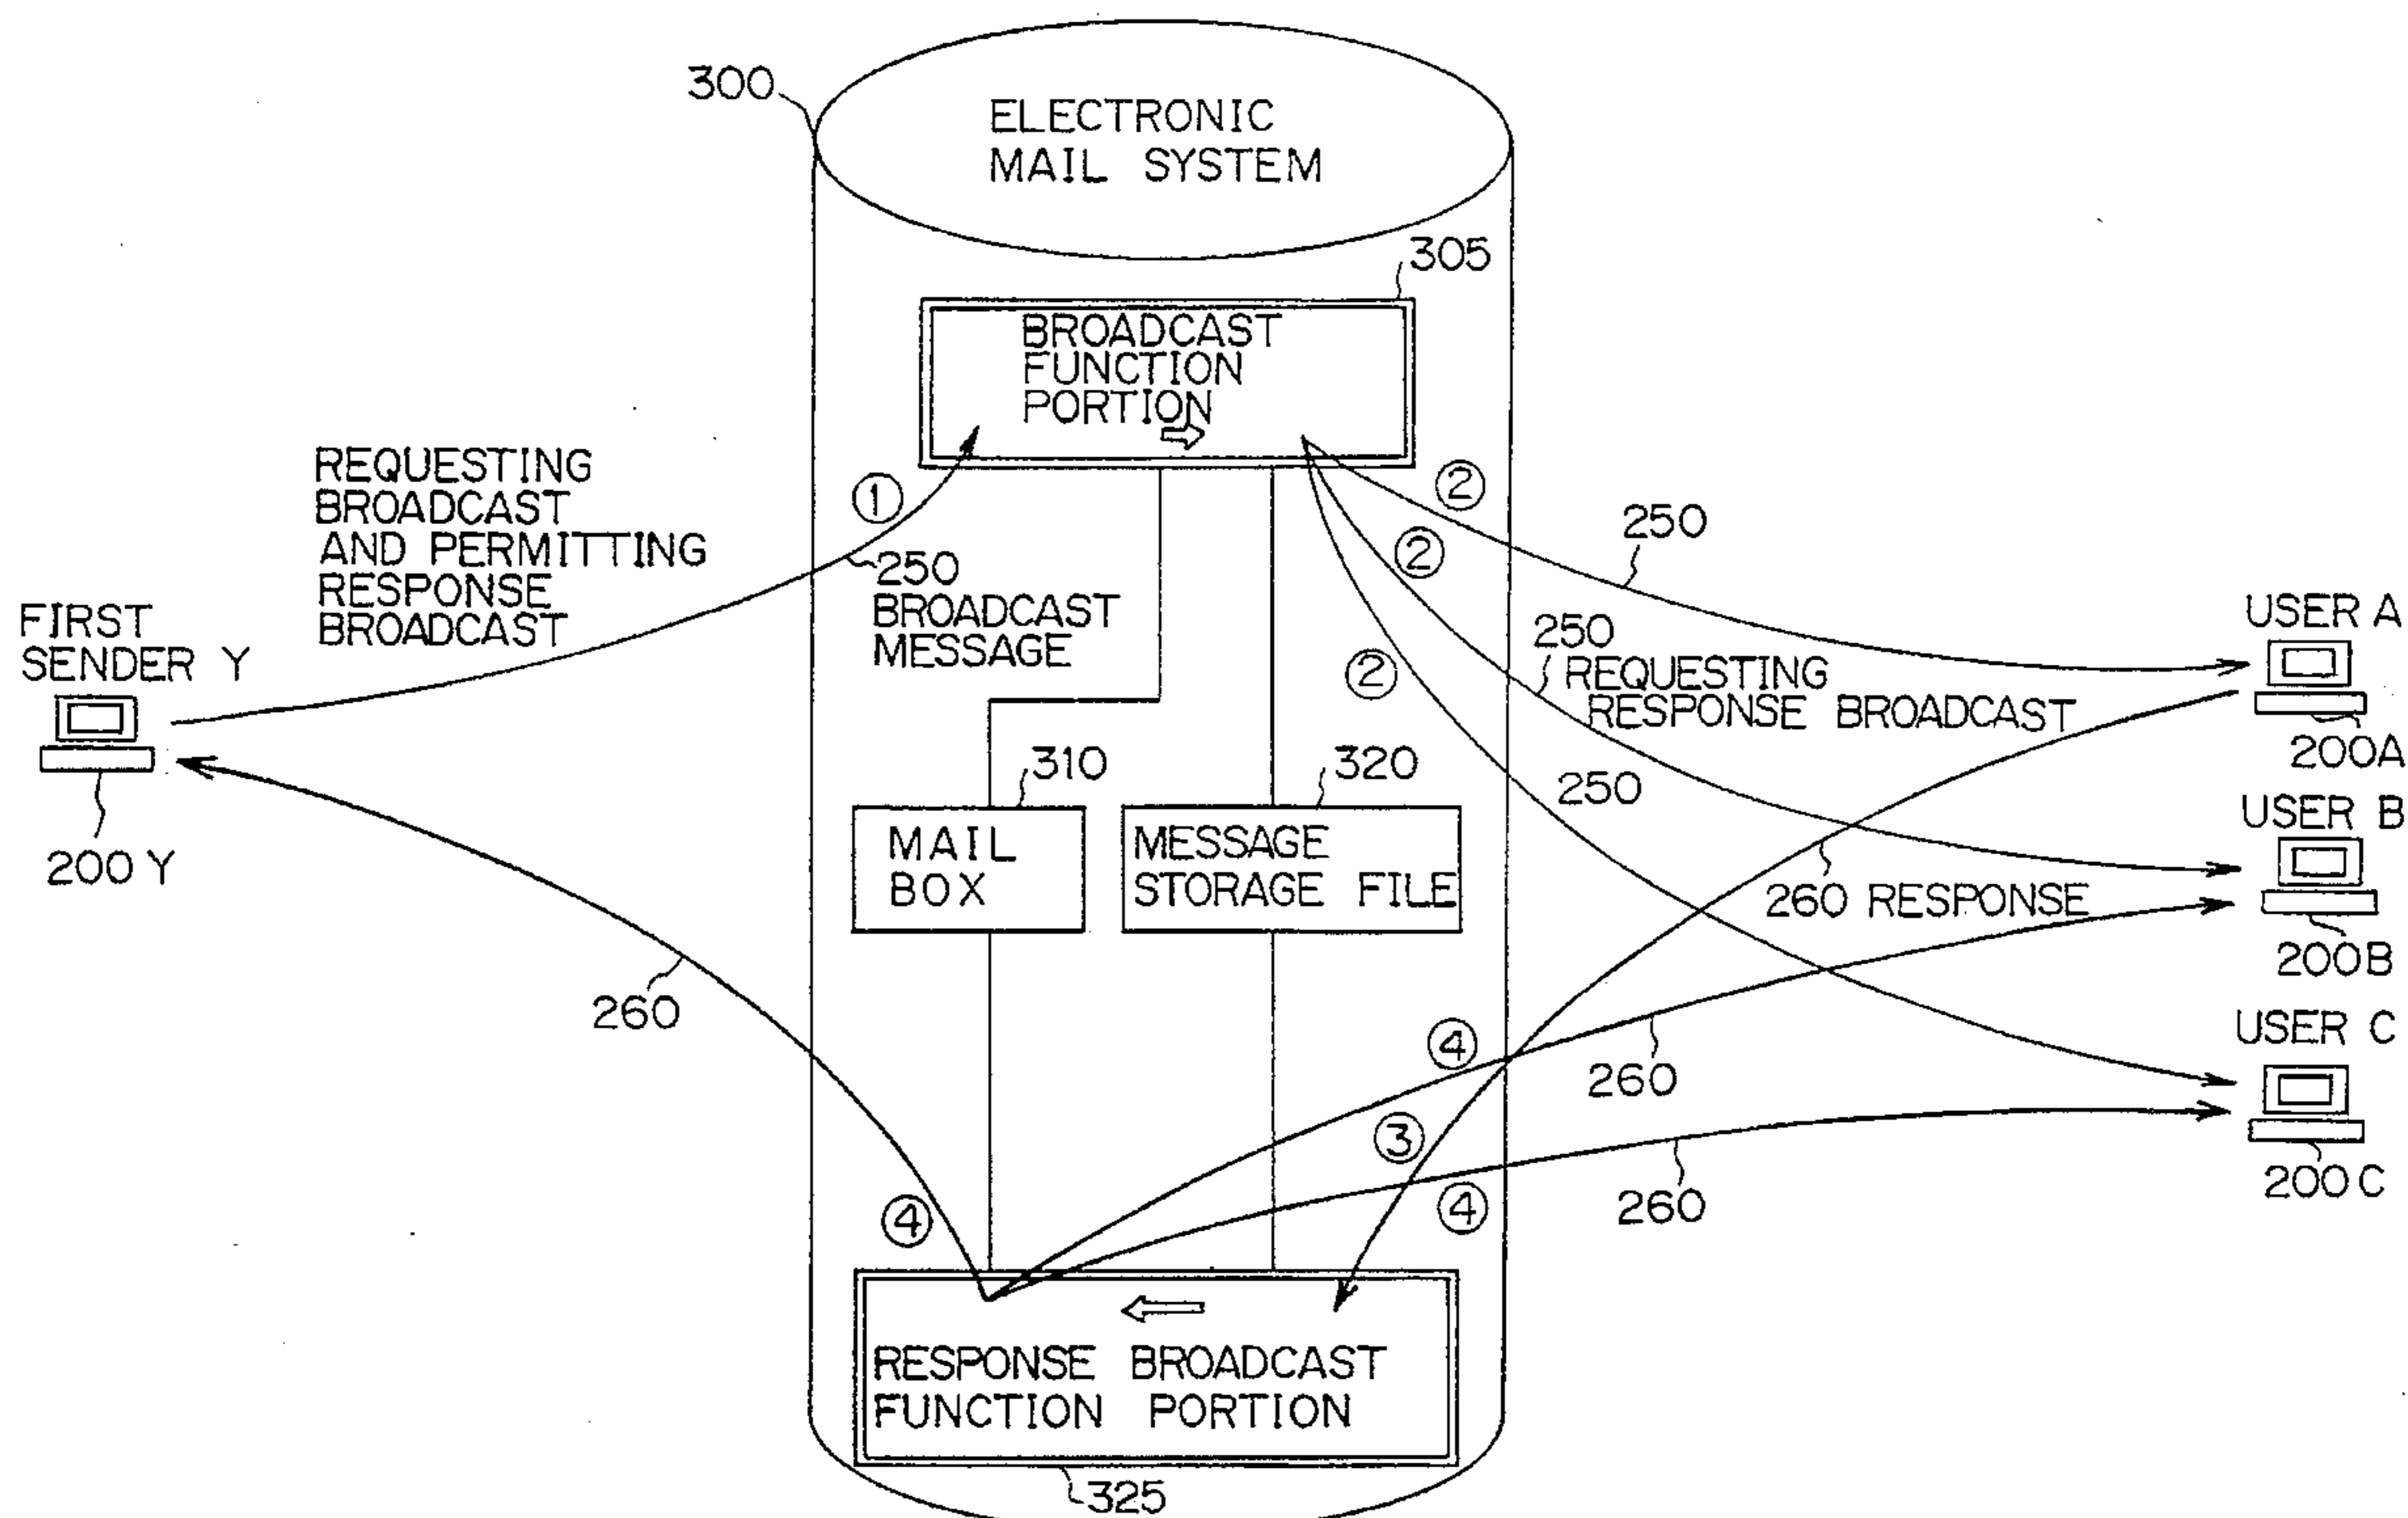 300
ELECTRONIC
MAIL SYSTEM
305
BROADCAST
FUNCTION
PORTION
REQUESTING
BROADCAST
AND PERMITTING
RESPONSE
BROADCAST
①
②
②
②
250
BROADCAST
MESSAGE
250
250
REQUESTING
RESPONSE BROADCAST
250
FIRST
SENDER Y
200Y
USER A
200A
310
MAIL
BOX
320
MESSAGE
STORAGE FILE
USER B
200B
260 RESPONSE
260
④
260
USER C
200C
③
④
260
④
RESPONSE BROADCAST
FUNCTION PORTION
325